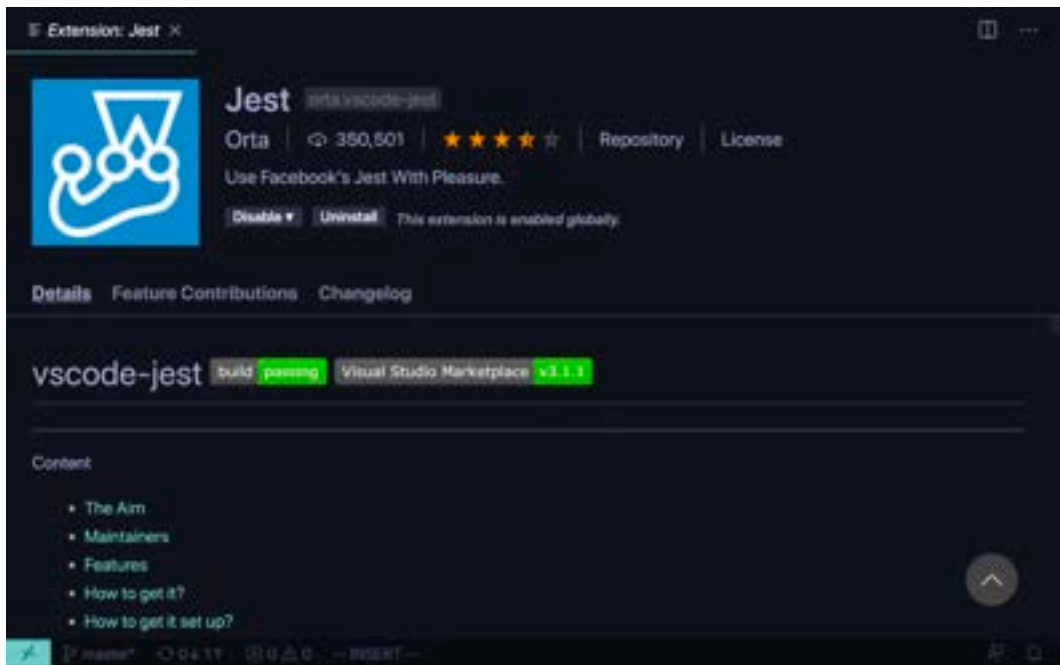 Extension: Jest
Jest orta.vscode-jest
Orta 350,501 Repository License
Use Facebook's Jest With Pleasure.
Disable Uninstall This extension is enabled globally.
Details Feature Contributions Changelog
vscode-jest build passing Visual Studio Marketplace v3.1.1
Content
The Aim
Maintainers
Features
How to get it?
How to get it set up?
master* 0 0 -- INSERT --